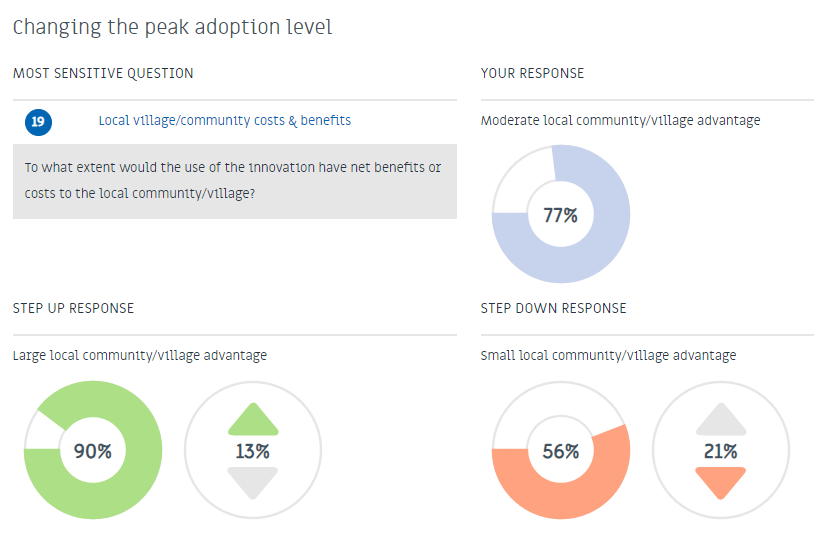 Changing the peak adoption level
MOST SENSITIVE QUESTION
YOUR RESPONSE
19 Local village/community costs & benefits
Moderate local community/village advantage
To what extent would the use of the innovation have net benefits or
costs to the local community/village?
77%
STEP UP RESPONSE
STEP DOWN RESPONSE
Large local community/village advantage
Small local community/village advantage
90%
13%
56%
21%